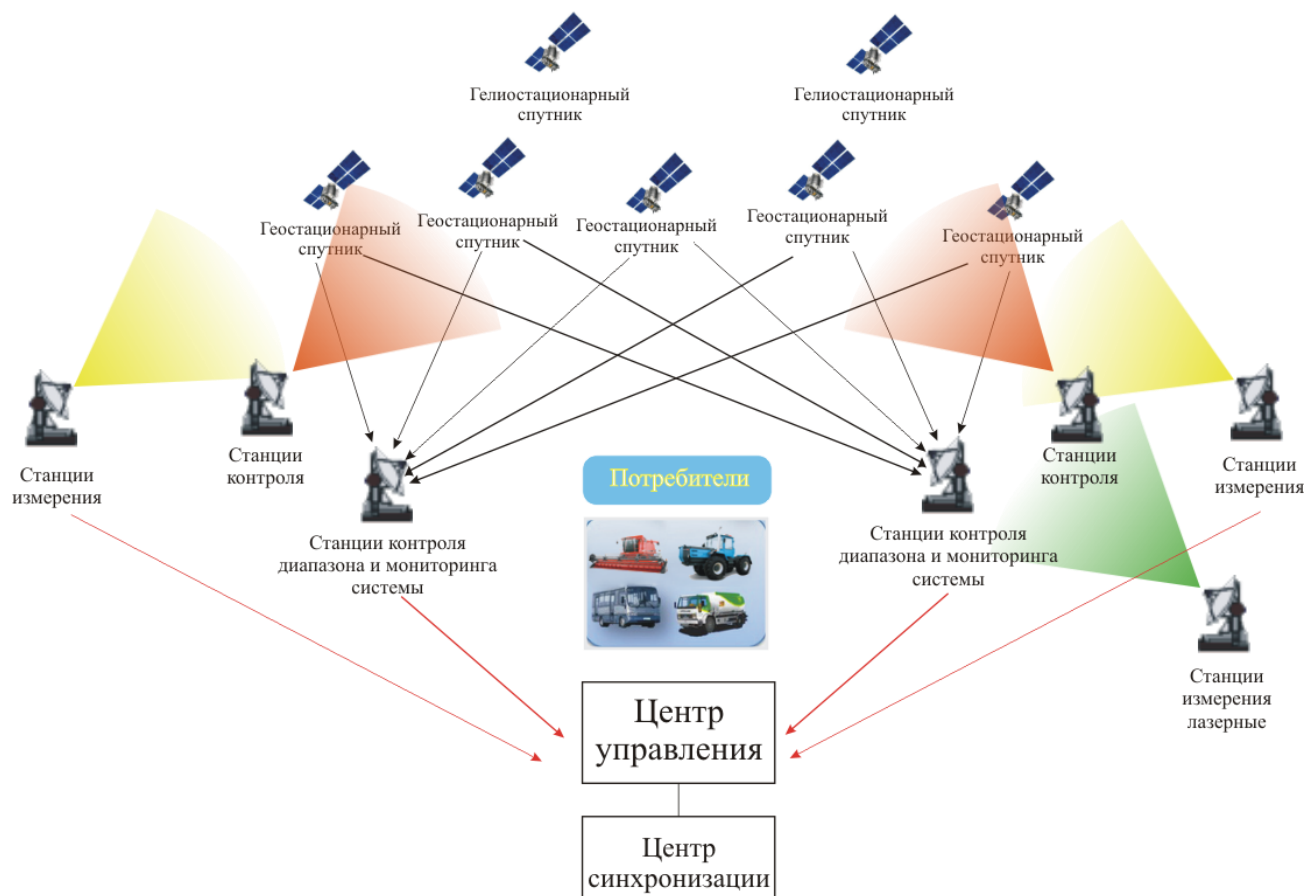 Гелиостационарный
спутник
Гелиостационарный
спутник
Геостационарный
спутник
Геостационарный
спутник
Геостационарный
спутник
Геостационарный
спутник
Геостационарный
спутник
Станции
измерения
Станции
контроля
Станции контроля
диапазона и мониторинга
системы
Потребители
Станции контроля
диапазона и мониторинга
системы
Станции
контроля
Станции
измерения
Станции
измерения
лазерные
Центр
управления
Центр
синхронизации